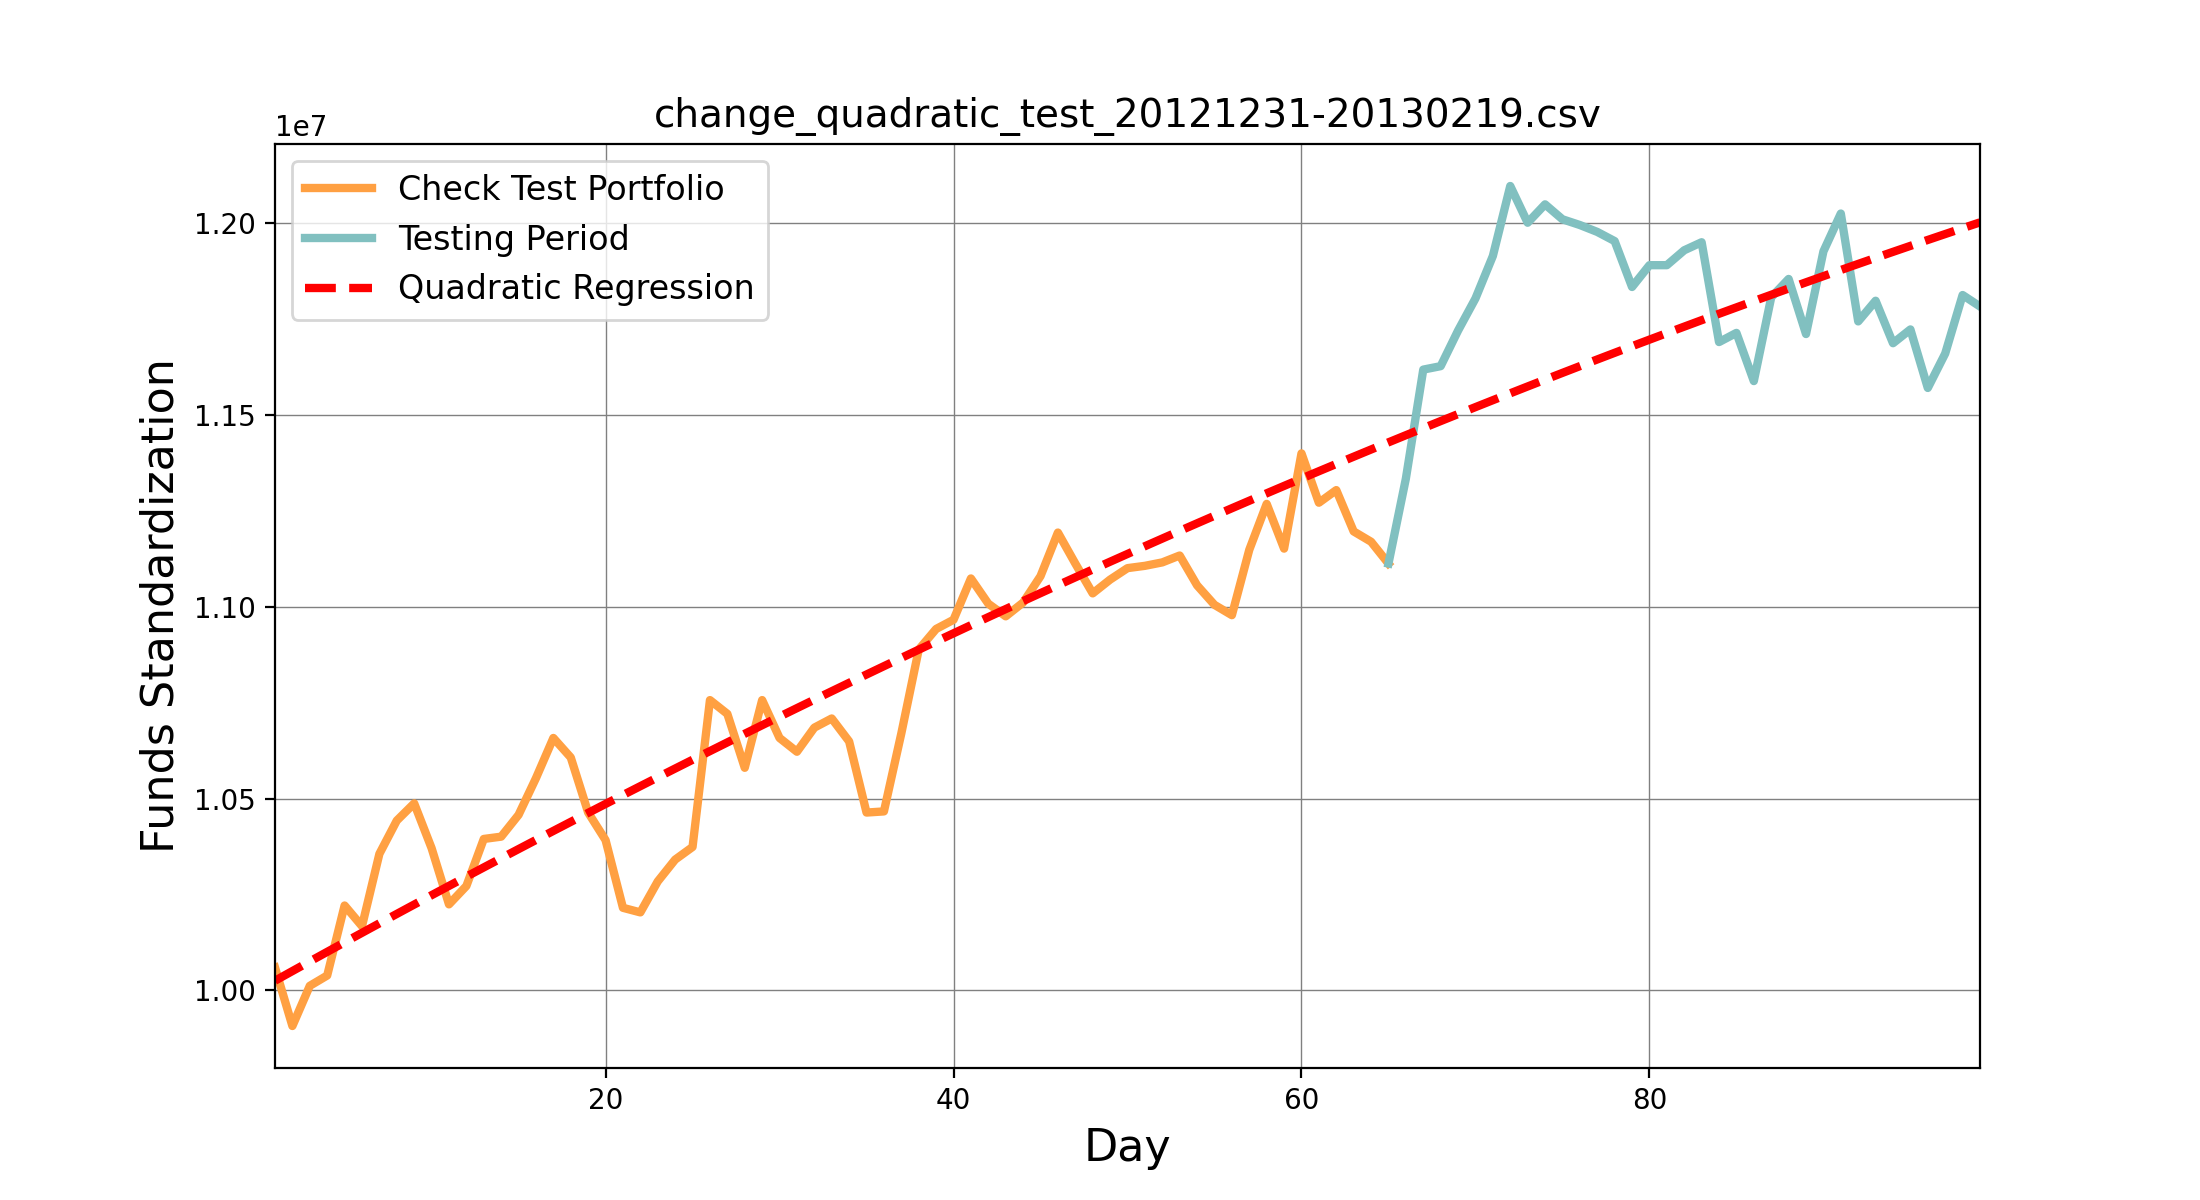 change_quadratic_test_20121231-20130219.csv
1e7
Check Test Portfolio
Testing Period
Quadratic Regression
Funds Standardization
1.20
1.15
1.10
1.05
1.00
20 40 60 80
Day